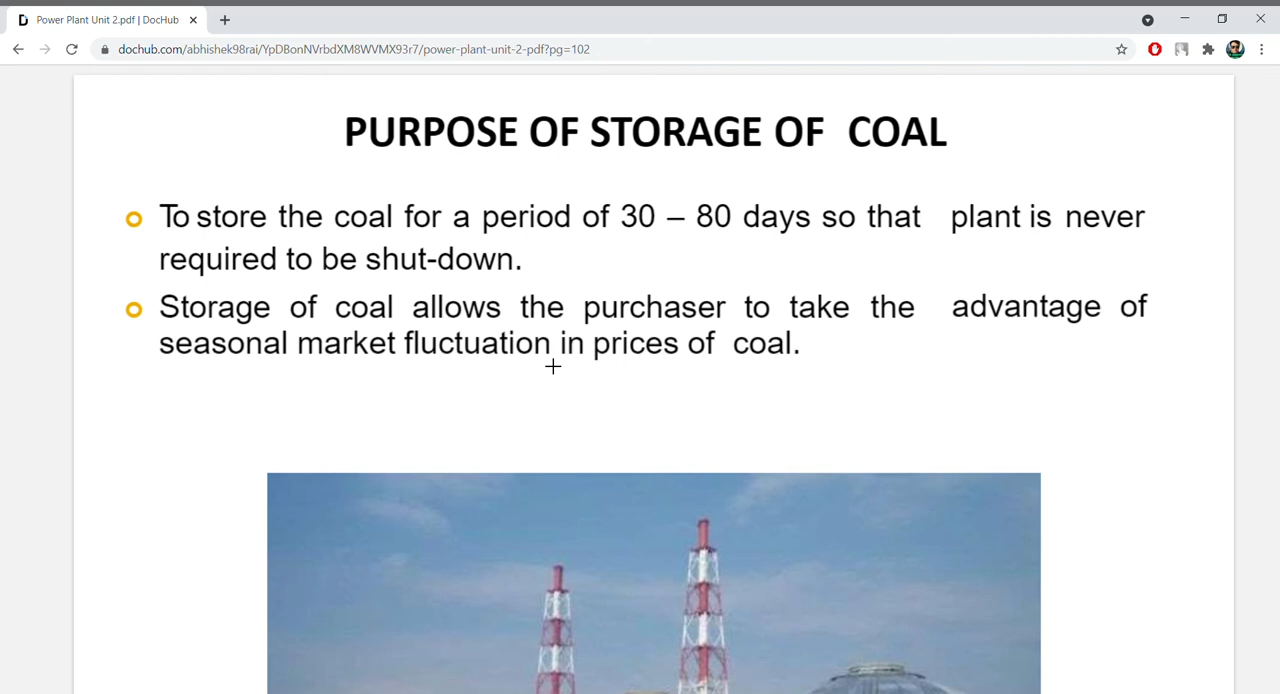 Power Plant Unit 2.pdf | DocHub
dochub.com/abhishek98rai/YpDBonNVrbdXM8WVMX93r7/power-plant-unit-2-pdf?pg=102
PURPOSE OF STORAGE OF COAL
To store the coal for a period of 30 – 80 days so that plant is never
required to be shut-down.
Storage of coal allows the purchaser to take the advantage of
seasonal market fluctuation in prices of coal.